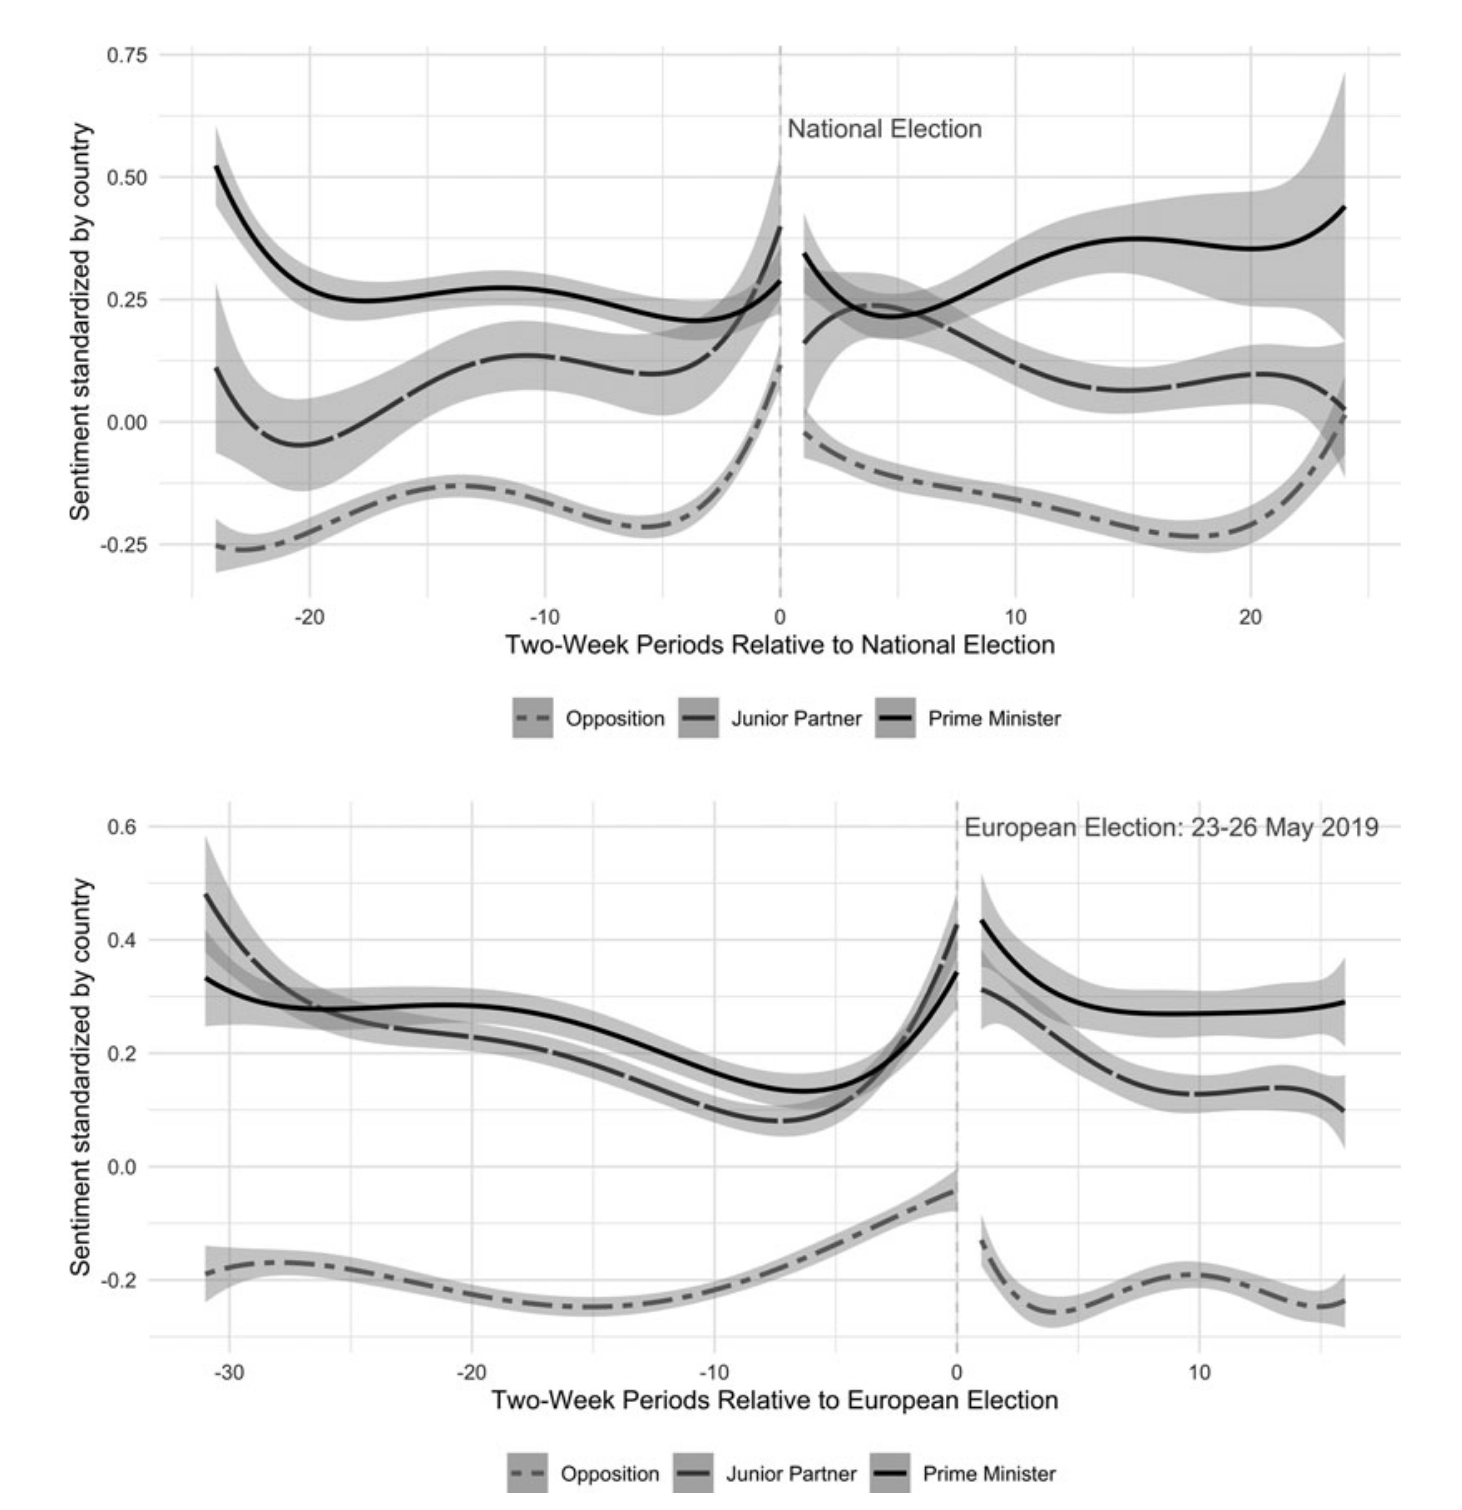 0.75
National Election
0.50
0.25
0.00
-0.25
Sentiment standardized by country
-20 -10 0 10 20
Two-Week Periods Relative to National Election
Opposition Junior Partner Prime Minister
0.6
European Election: 23-26 May 2019
0.4
0.2
0.0
-0.2
Sentiment standardized by country
-30 -20 -10 0 10
Two-Week Periods Relative to European Election
Opposition Junior Partner Prime Minister